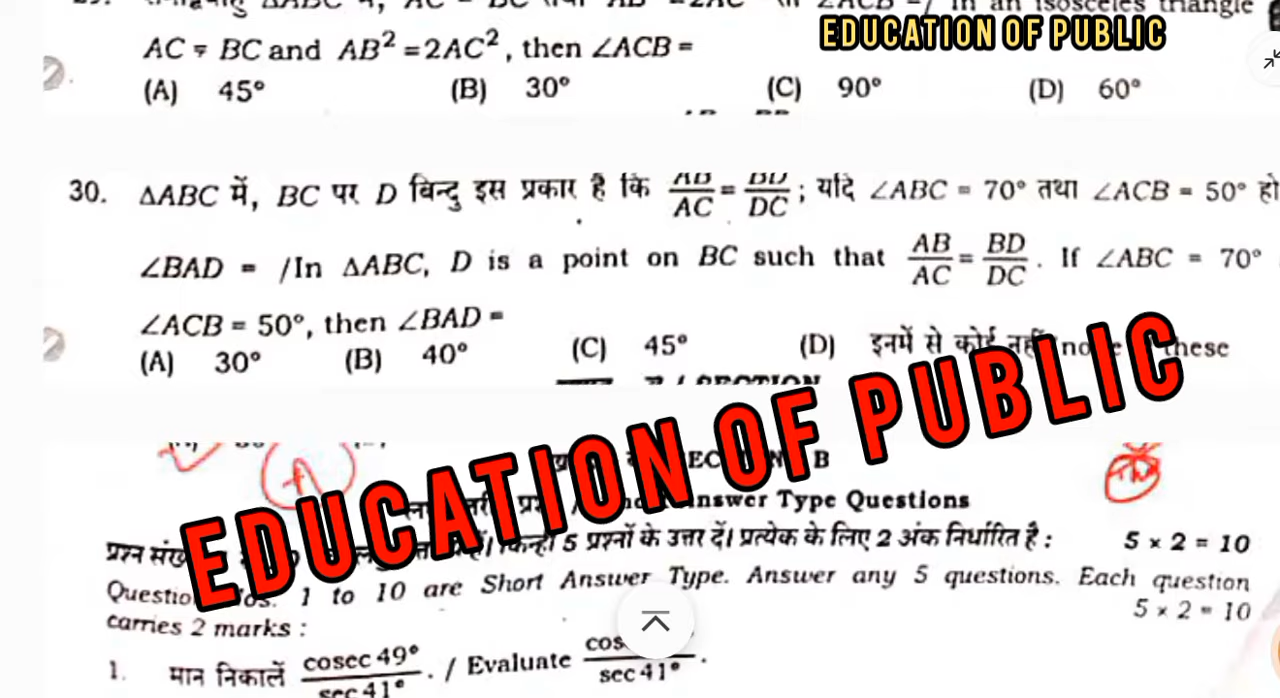 AC = BC and AB² = 2AC², then ∠ACB =
EDUCATION OF PUBLIC
(A) 45° (B) 30° (C) 90° (D) 60°
30. ΔABC में, BC पर D बिन्दु इस प्रकार है कि AB/AC = BD/DC ; यदि ∠ABC = 70° तथा ∠ACB = 50° हो
∠BAD = /In ΔABC, D is a point on BC such that AB/AC = BD/DC . If ∠ABC = 70°
∠ACB = 50°, then ∠BAD =
(A) 30° (B) 40° (C) 45° (D) इनमें से कोई नहीं these
EDUCATION OF PUBLIC
B
Answer Type Questions
5 प्रश्नों के उत्तर दें। प्रत्येक के लिए 2 अंक निर्धारित है : 5 × 2 = 10
1 to 10 are Short Answer Type. Answer any 5 questions. Each question
carries 2 marks : 5 × 2 = 10
1. मान निकालें cosec 49°/sec 41° . / Evaluate cos/sec 41° .